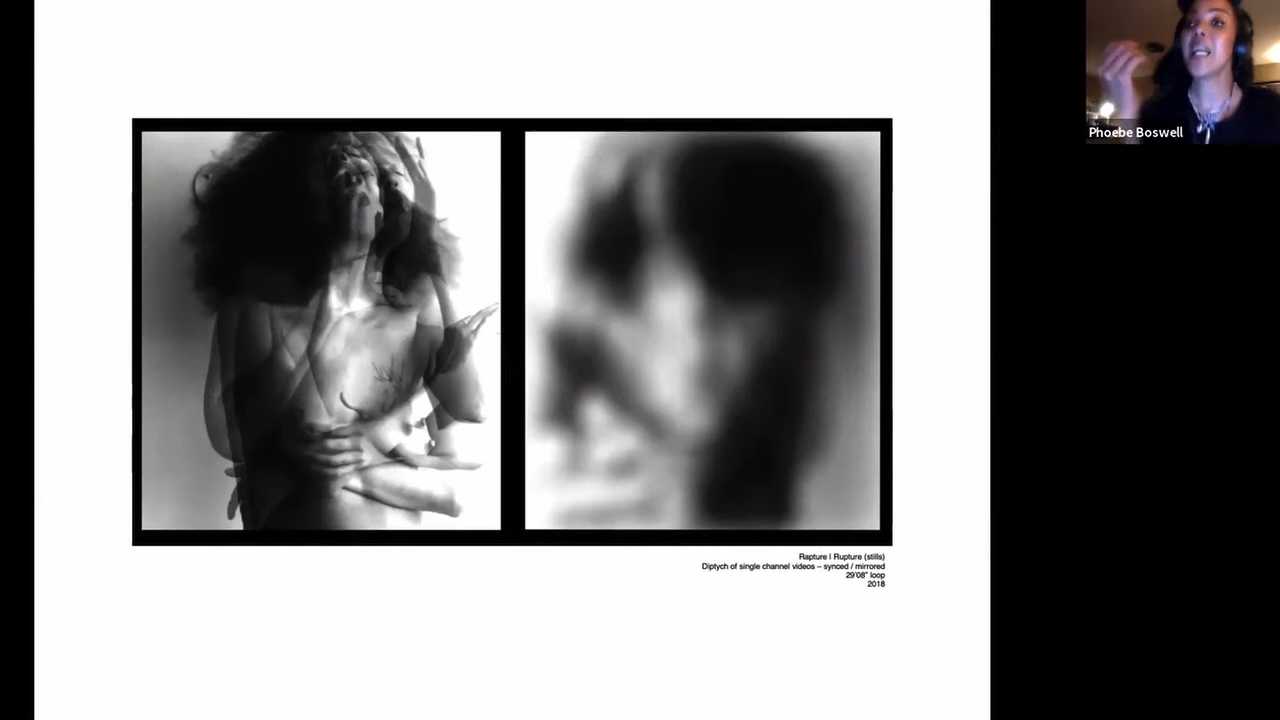 Phoebe Boswell
Rapture | Rupture (stills)
Diptych of single channel videos – synced / mirrored
29'08" loop
2018